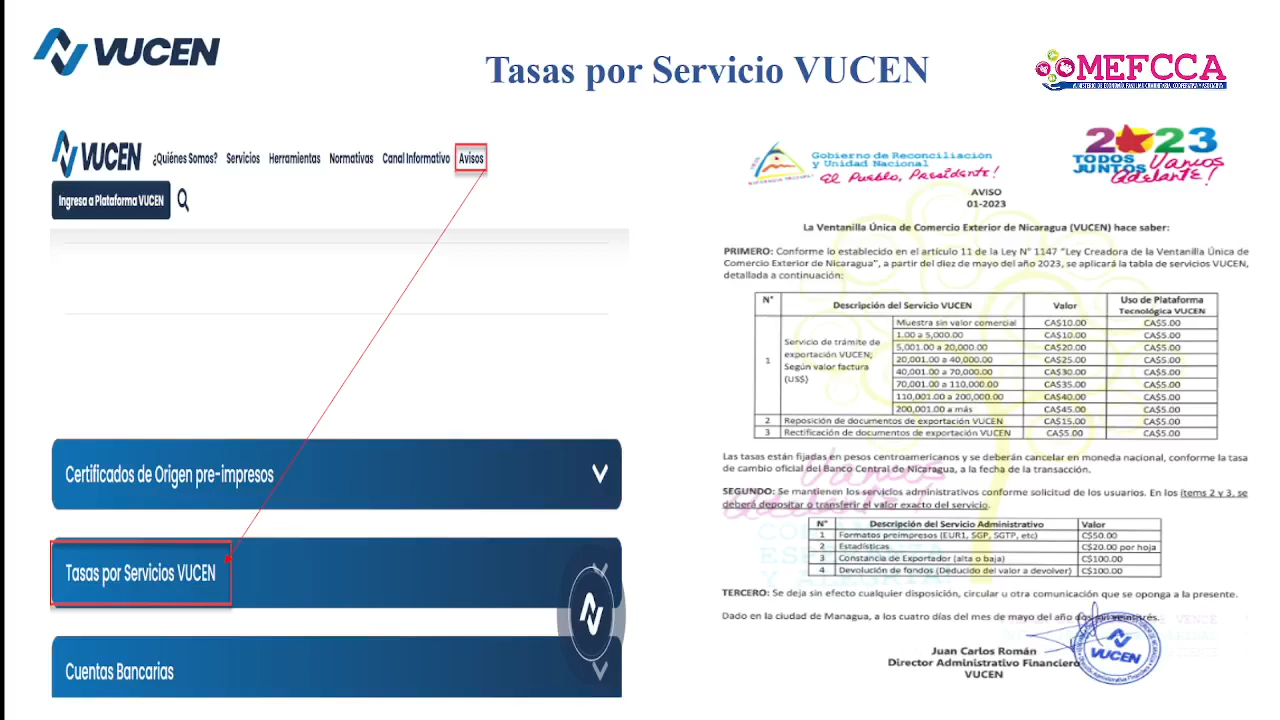 VUCEN
Tasas por Servicio VUCEN
MEFCCA
VUCEN
¿Quiénes Somos? Servicios Herramientas Normativas Canal Informativo Avisos
Ingresa a Plataforma VUCEN
Certificados de Origen pre-impresos
Tasas por Servicios VUCEN
Cuentas Bancarias
Gobierno de Reconciliación
y Unidad Nacional
El Pueblo, Presidente!
2023
TODOS
JUNTOS Vamos
Adelante!
AVISO
01-2023
La Ventanilla Única de Comercio Exterior de Nicaragua (VUCEN) hace saber:
PRIMERO: Conforme lo establecido en el artículo 11 de la Ley N° 1147 "Ley Creadora de la Ventanilla Única de
Comercio Exterior de Nicaragua", a partir del diez de mayo del año 2023, se aplicará la tabla de servicios VUCEN,
detallada a continuación:
N° Descripción del Servicio VUCEN Valor Uso de Plataforma
Tecnológica VUCEN
1 Servicio de trámite de
exportación VUCEN;
Según valor factura
(US$)
Muestra sin valor comercial CA$10.00 CA$5.00
1.00 a 5,000.00 CA$10.00 CA$5.00
5,001.00 a 20,000.00 CA$20.00 CA$5.00
20,001.00 a 40,000.00 CA$25.00 CA$5.00
40,001.00 a 70,000.00 CA$30.00 CA$5.00
70,001.00 a 110,000.00 CA$35.00 CA$5.00
110,001.00 a 200,000.00 CA$40.00 CA$5.00
200,001.00 a más CA$45.00 CA$5.00
2 Reposición de documentos de exportación VUCEN CA$15.00 CA$5.00
3 Rectificación de documentos de exportación VUCEN CA$5.00 CA$5.00
Las tasas están fijadas en pesos centroamericanos y se deberán cancelar en moneda nacional, conforme la tasa
de cambio oficial del Banco Central de Nicaragua, a la fecha de la transacción.
SEGUNDO: Se mantienen los servicios administrativos conforme solicitud de los usuarios. En los ítems 2 y 3, se
deberá depositar o transferir el valor exacto del servicio.
N° Descripción del Servicio Administrativo Valor
1 Formatos preimpresos (EUR1, SGP, SGTP, etc) C$50.00
2 Estadísticas C$20.00 por hoja
3 Constancia de Exportador (alta o baja) C$100.00
4 Devolución de fondos (Deducido del valor a devolver) C$100.00
TERCERO: Se deja sin efecto cualquier disposición, circular u otra comunicación que se oponga a la presente.
Dado en la ciudad de Managua, a los cuatro días del mes de mayo del año dos mil veintitrés.
Juan Carlos Román
Director Administrativo Financiero
VUCEN
VUCEN